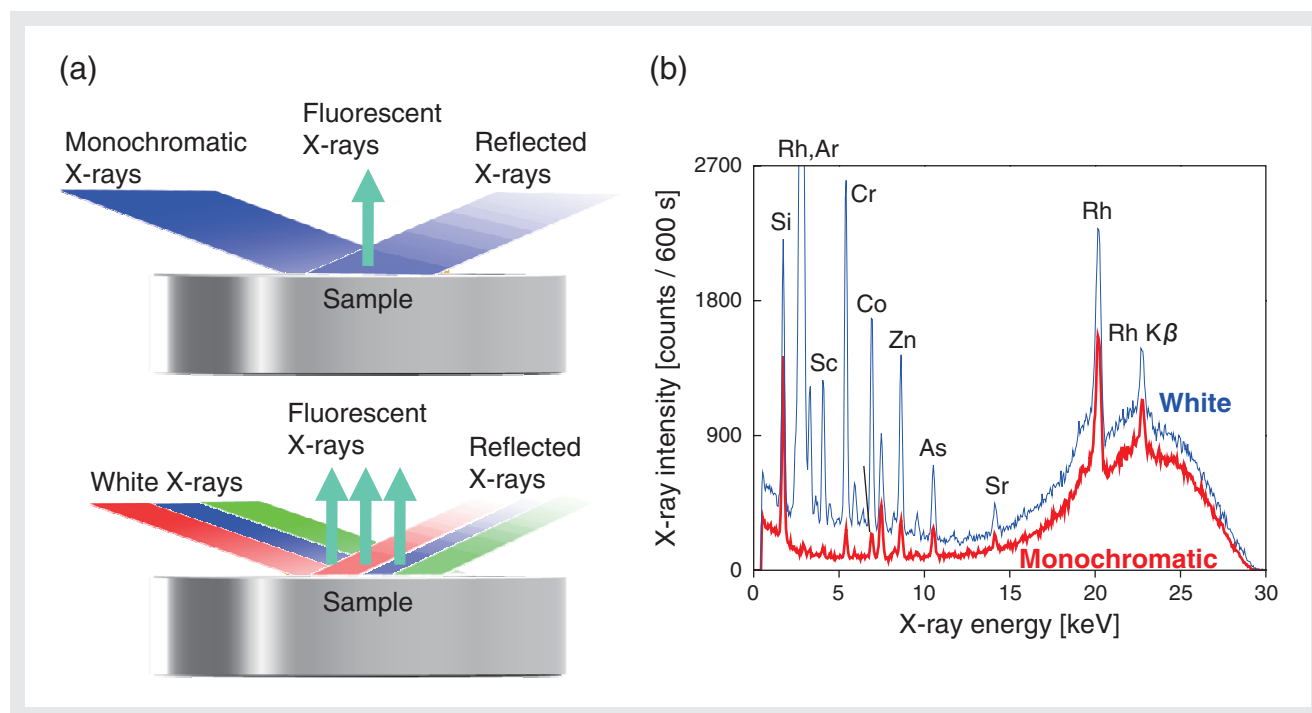 (a)
Monochromatic
X-rays
Fluorescent
X-rays
Reflected
X-rays
Sample
White X-rays
Fluorescent
X-rays
Reflected
X-rays
Sample
(b)
X-ray intensity [counts / 600 s]
2700
1800
900
0
Rh,Ar
Si
Sc
Cr
Co
Zn
As
Sr
Rh
Rh Kβ
White
Monochromatic
0
5
10
15
20
25
30
X-ray energy [keV]